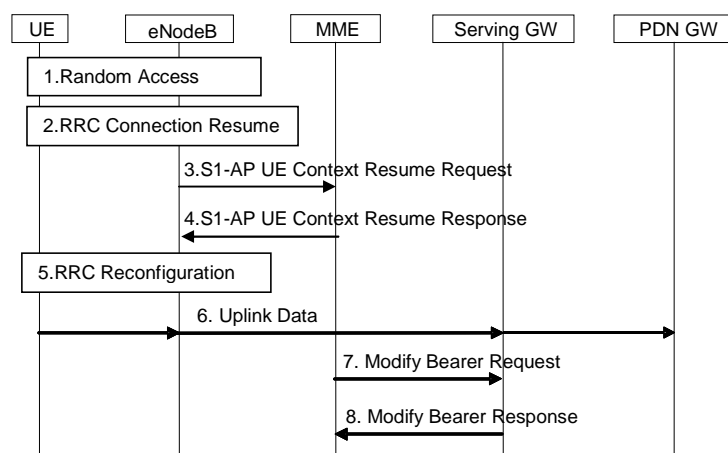 UE eNodeB MME Serving GW PDN GW
1.Random Access
2.RRC Connection Resume
3.S1-AP UE Context Resume Request
4.S1-AP UE Context Resume Response
5.RRC Reconfiguration
6. Uplink Data
7. Modify Bearer Request
8. Modify Bearer Response